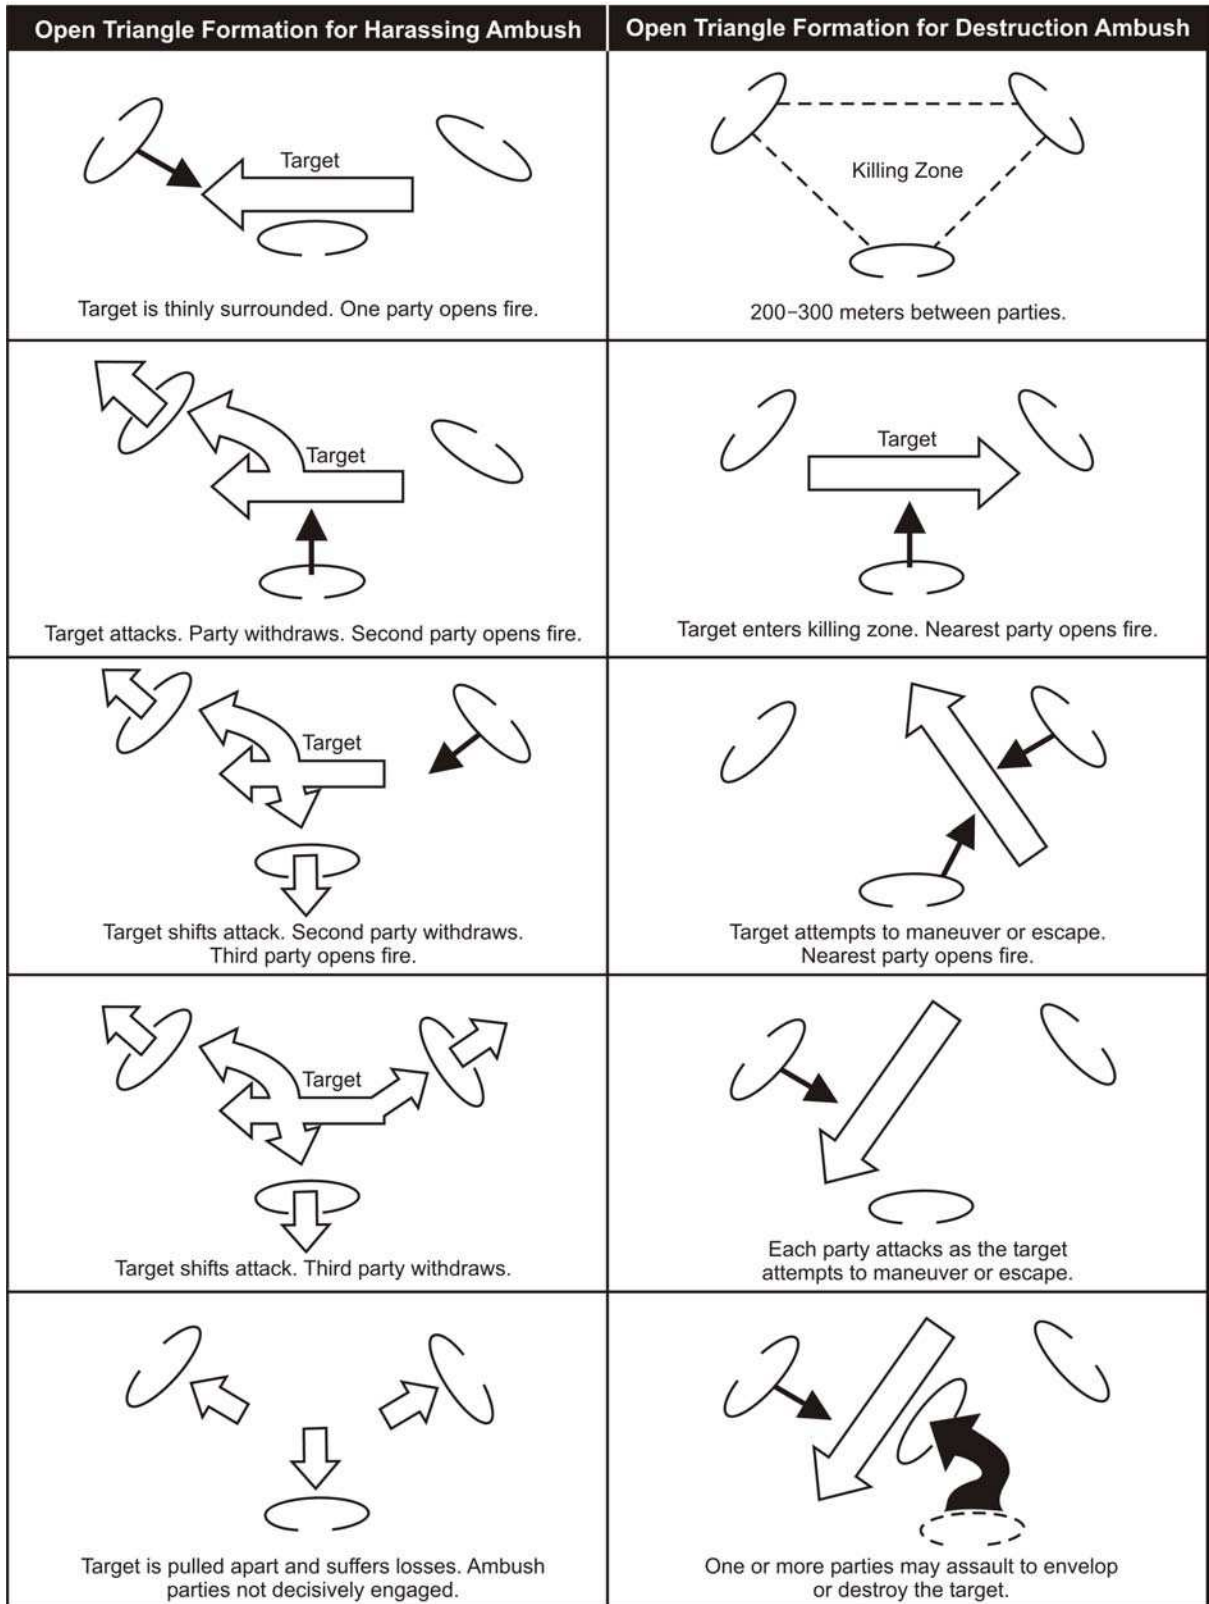 Open Triangle Formation for Harassing Ambush
Open Triangle Formation for Destruction Ambush
Target
Target is thinly surrounded. One party opens fire.
Killing Zone
200–300 meters between parties.
Target
Target attacks. Party withdraws. Second party opens fire.
Target
Target enters killing zone. Nearest party opens fire.
Target
Target shifts attack. Second party withdraws.
Third party opens fire.
Target attempts to maneuver or escape.
Nearest party opens fire.
Target
Target shifts attack. Third party withdraws.
Each party attacks as the target
attempts to maneuver or escape.
Target is pulled apart and suffers losses. Ambush
parties not decisively engaged.
One or more parties may assault to envelop
or destroy the target.